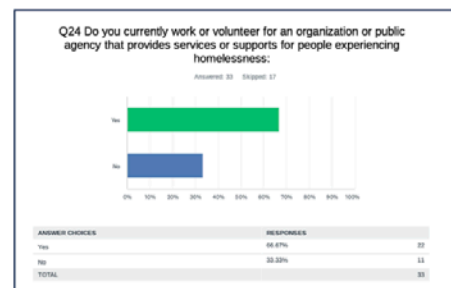 Q24 Do you currently work or volunteer for an organization or public
agency that provides services or supports for people experiencing
homelessness:
Answered: 33 Skipped: 17
Yes
No
0% 10% 20% 30% 40% 50% 60% 70% 80% 90% 100%
ANSWER CHOICES RESPONSES
Yes 66.67% 22
No 33.33% 11
TOTAL 33